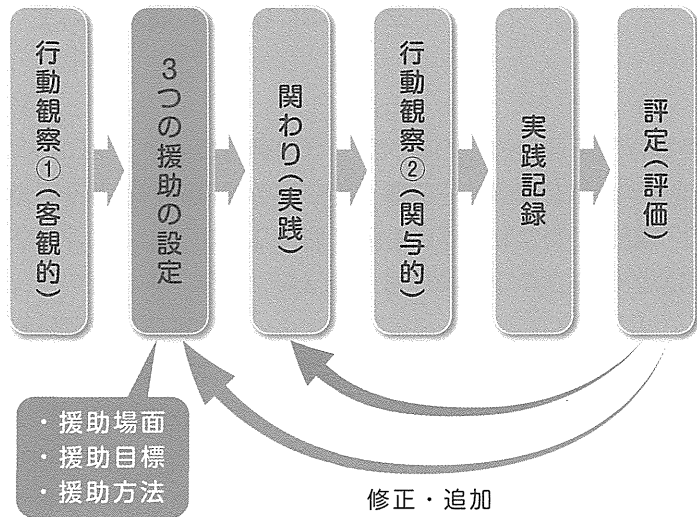 行動観察①(客観的)
3つの援助の設定
関わり(実践)
行動観察②(関与的)
実践記録
評定(評価)
・援助場面
・援助目標
・援助方法
修正・追加